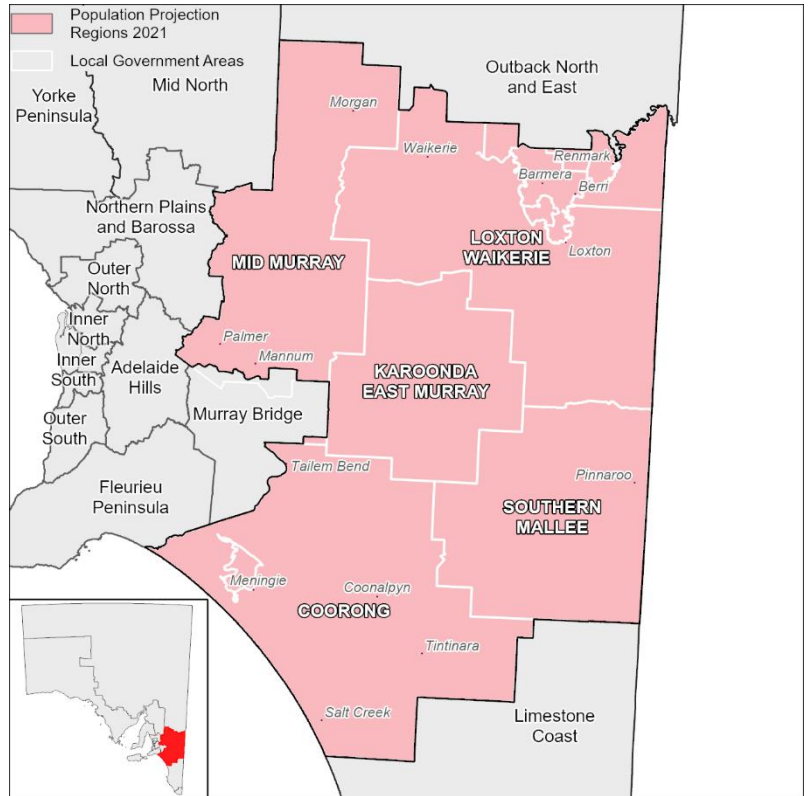 Population Projection
Regions 2021
Local Government Areas
Mid North
Yorke
Peninsula
Outback North
and East
Morgan
Waikerie
Renmark
Barmera
Berri
Northern Plains
and Barossa
LOXTON
WAIKERIE
Loxton
MID MURRAY
Outer
North
Inner
North
Inner
South
Adelaide
Hills
Palmer
Mannum
KAROONDA
EAST MURRAY
Outer
South
Murray Bridge
Tailem Bend
Pinnaroo
Fleurieu
Peninsula
SOUTHERN
MALLEE
Meningie
Coonalpyn
COORONG
Tintinara
Salt Creek
Limestone
Coast